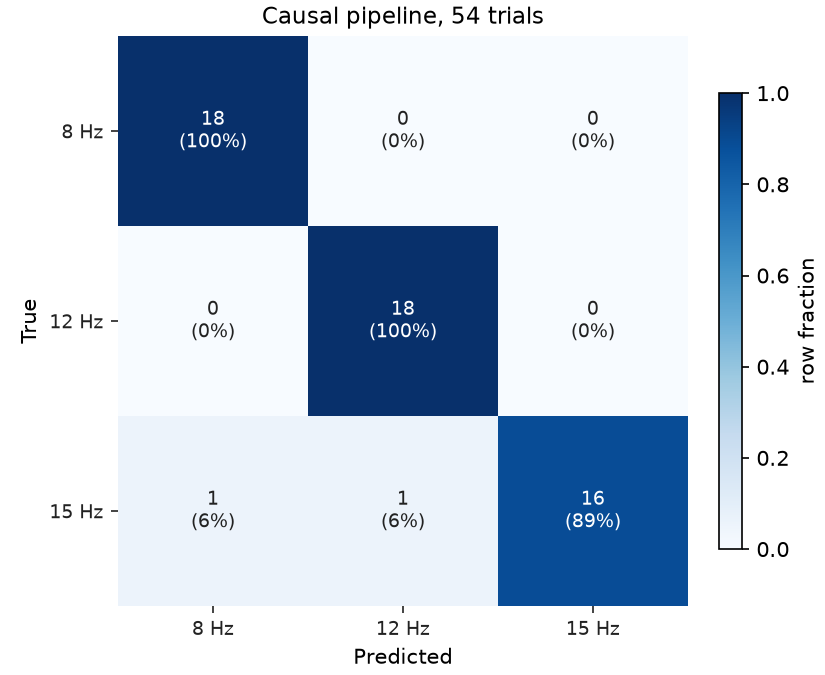 Causal pipeline, 54 trials
True
8 Hz
18
(100%)
0
(0%)
0
(0%)
12 Hz
0
(0%)
18
(100%)
0
(0%)
15 Hz
1
(6%)
1
(6%)
16
(89%)
8 Hz
12 Hz
15 Hz
Predicted
1.0
0.8
0.6
0.4
0.2
0.0
row fraction